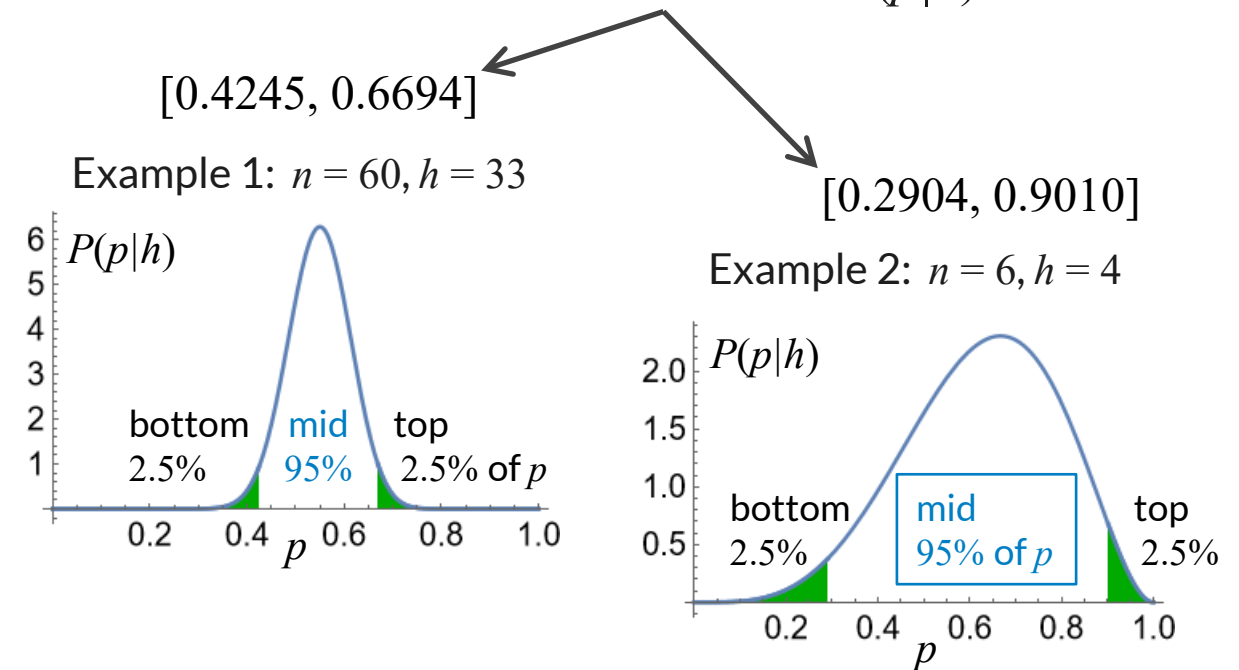 [0.4245, 0.6694]
Example 1: n = 60, h = 33
P(p|h)
6
5
4
3
2
1
bottom mid top
2.5% 95% 2.5% of p
0.2 0.4 0.6 0.8 1.0
p
[0.2904, 0.9010]
Example 2: n = 6, h = 4
P(p|h)
2.0
1.5
1.0
0.5
bottom mid top
2.5% 95% of p 2.5%
0.2 0.4 0.6 0.8 1.0
p